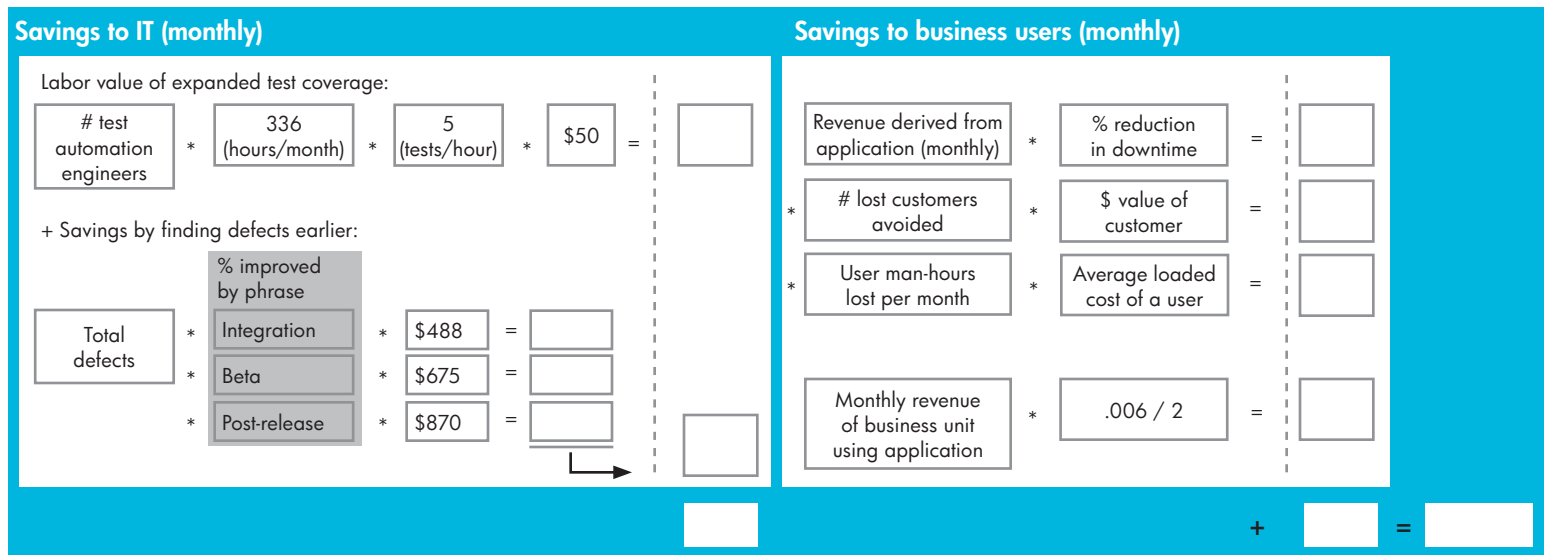 Savings to IT (monthly)
Labor value of expanded test coverage:
# test
automation
engineers
*
336
(hours/month)
*
5
(tests/hour)
*
$50
=
+ Savings by finding defects earlier:
% improved
by phrase
Total
defects
*
Integration
*
$488
=
*
Beta
*
$675
=
*
Post-release
*
$870
=
Savings to business users (monthly)
Revenue derived from
application (monthly)
*
% reduction
in downtime
=
*
# lost customers
avoided
*
$ value of
customer
=
*
User man-hours
lost per month
*
Average loaded
cost of a user
=
Monthly revenue
of business unit
using application
*
.006 / 2
=
+
=